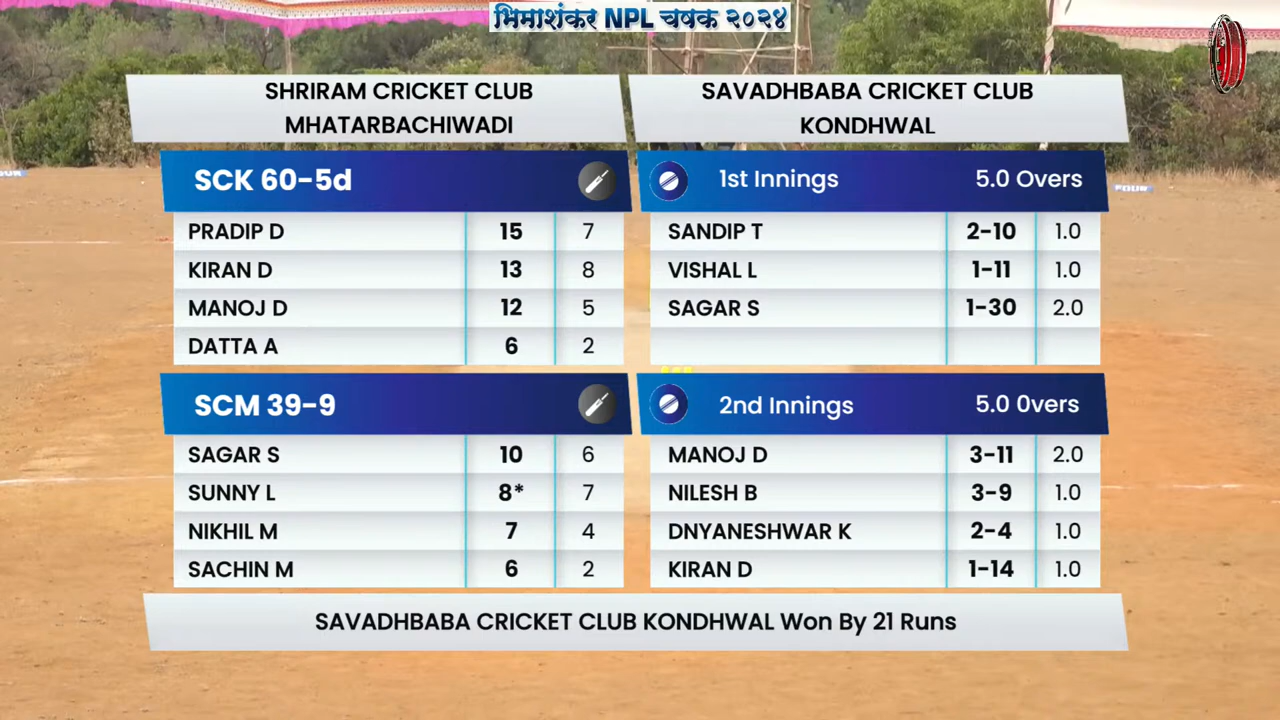 भिमाशंकर NPL चषक २०२४
SHRIRAM CRICKET CLUB
MHATARBACHIWADI
SAVADHBABA CRICKET CLUB
KONDHWAL
SCK 60-5d
1st Innings 5.0 Overs
PRADIP D 15 7
SANDIP T 2-10 1.0
KIRAN D 13 8
VISHAL L 1-11 1.0
MANOJ D 12 5
SAGAR S 1-30 2.0
DATTA A 6 2
SCM 39-9
2nd Innings 5.0 0vers
SAGAR S 10 6
MANOJ D 3-11 2.0
SUNNY L 8* 7
NILESH B 3-9 1.0
NIKHIL M 7 4
DNYANESHWAR K 2-4 1.0
SACHIN M 6 2
KIRAN D 1-14 1.0
SAVADHBABA CRICKET CLUB KONDHWAL Won By 21 Runs
FOUR